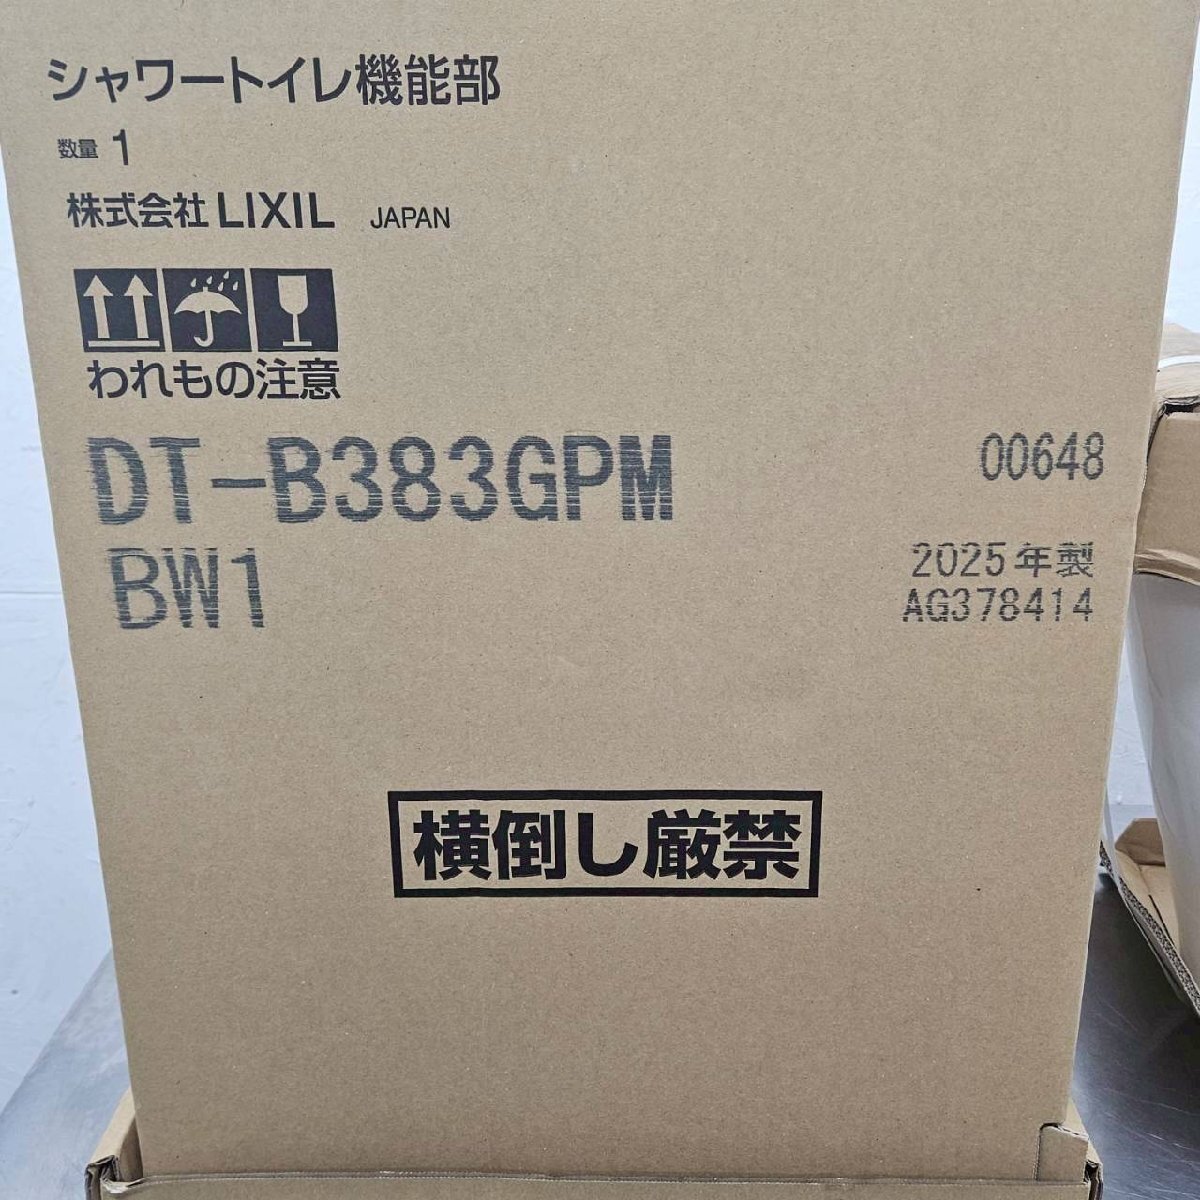 シャワートイレ機能部
数量 1
株式会社 LIXIL JAPAN
われもの注意
DT-B383GPM
BW1
00648
2025年製
AG378414
横倒し厳禁